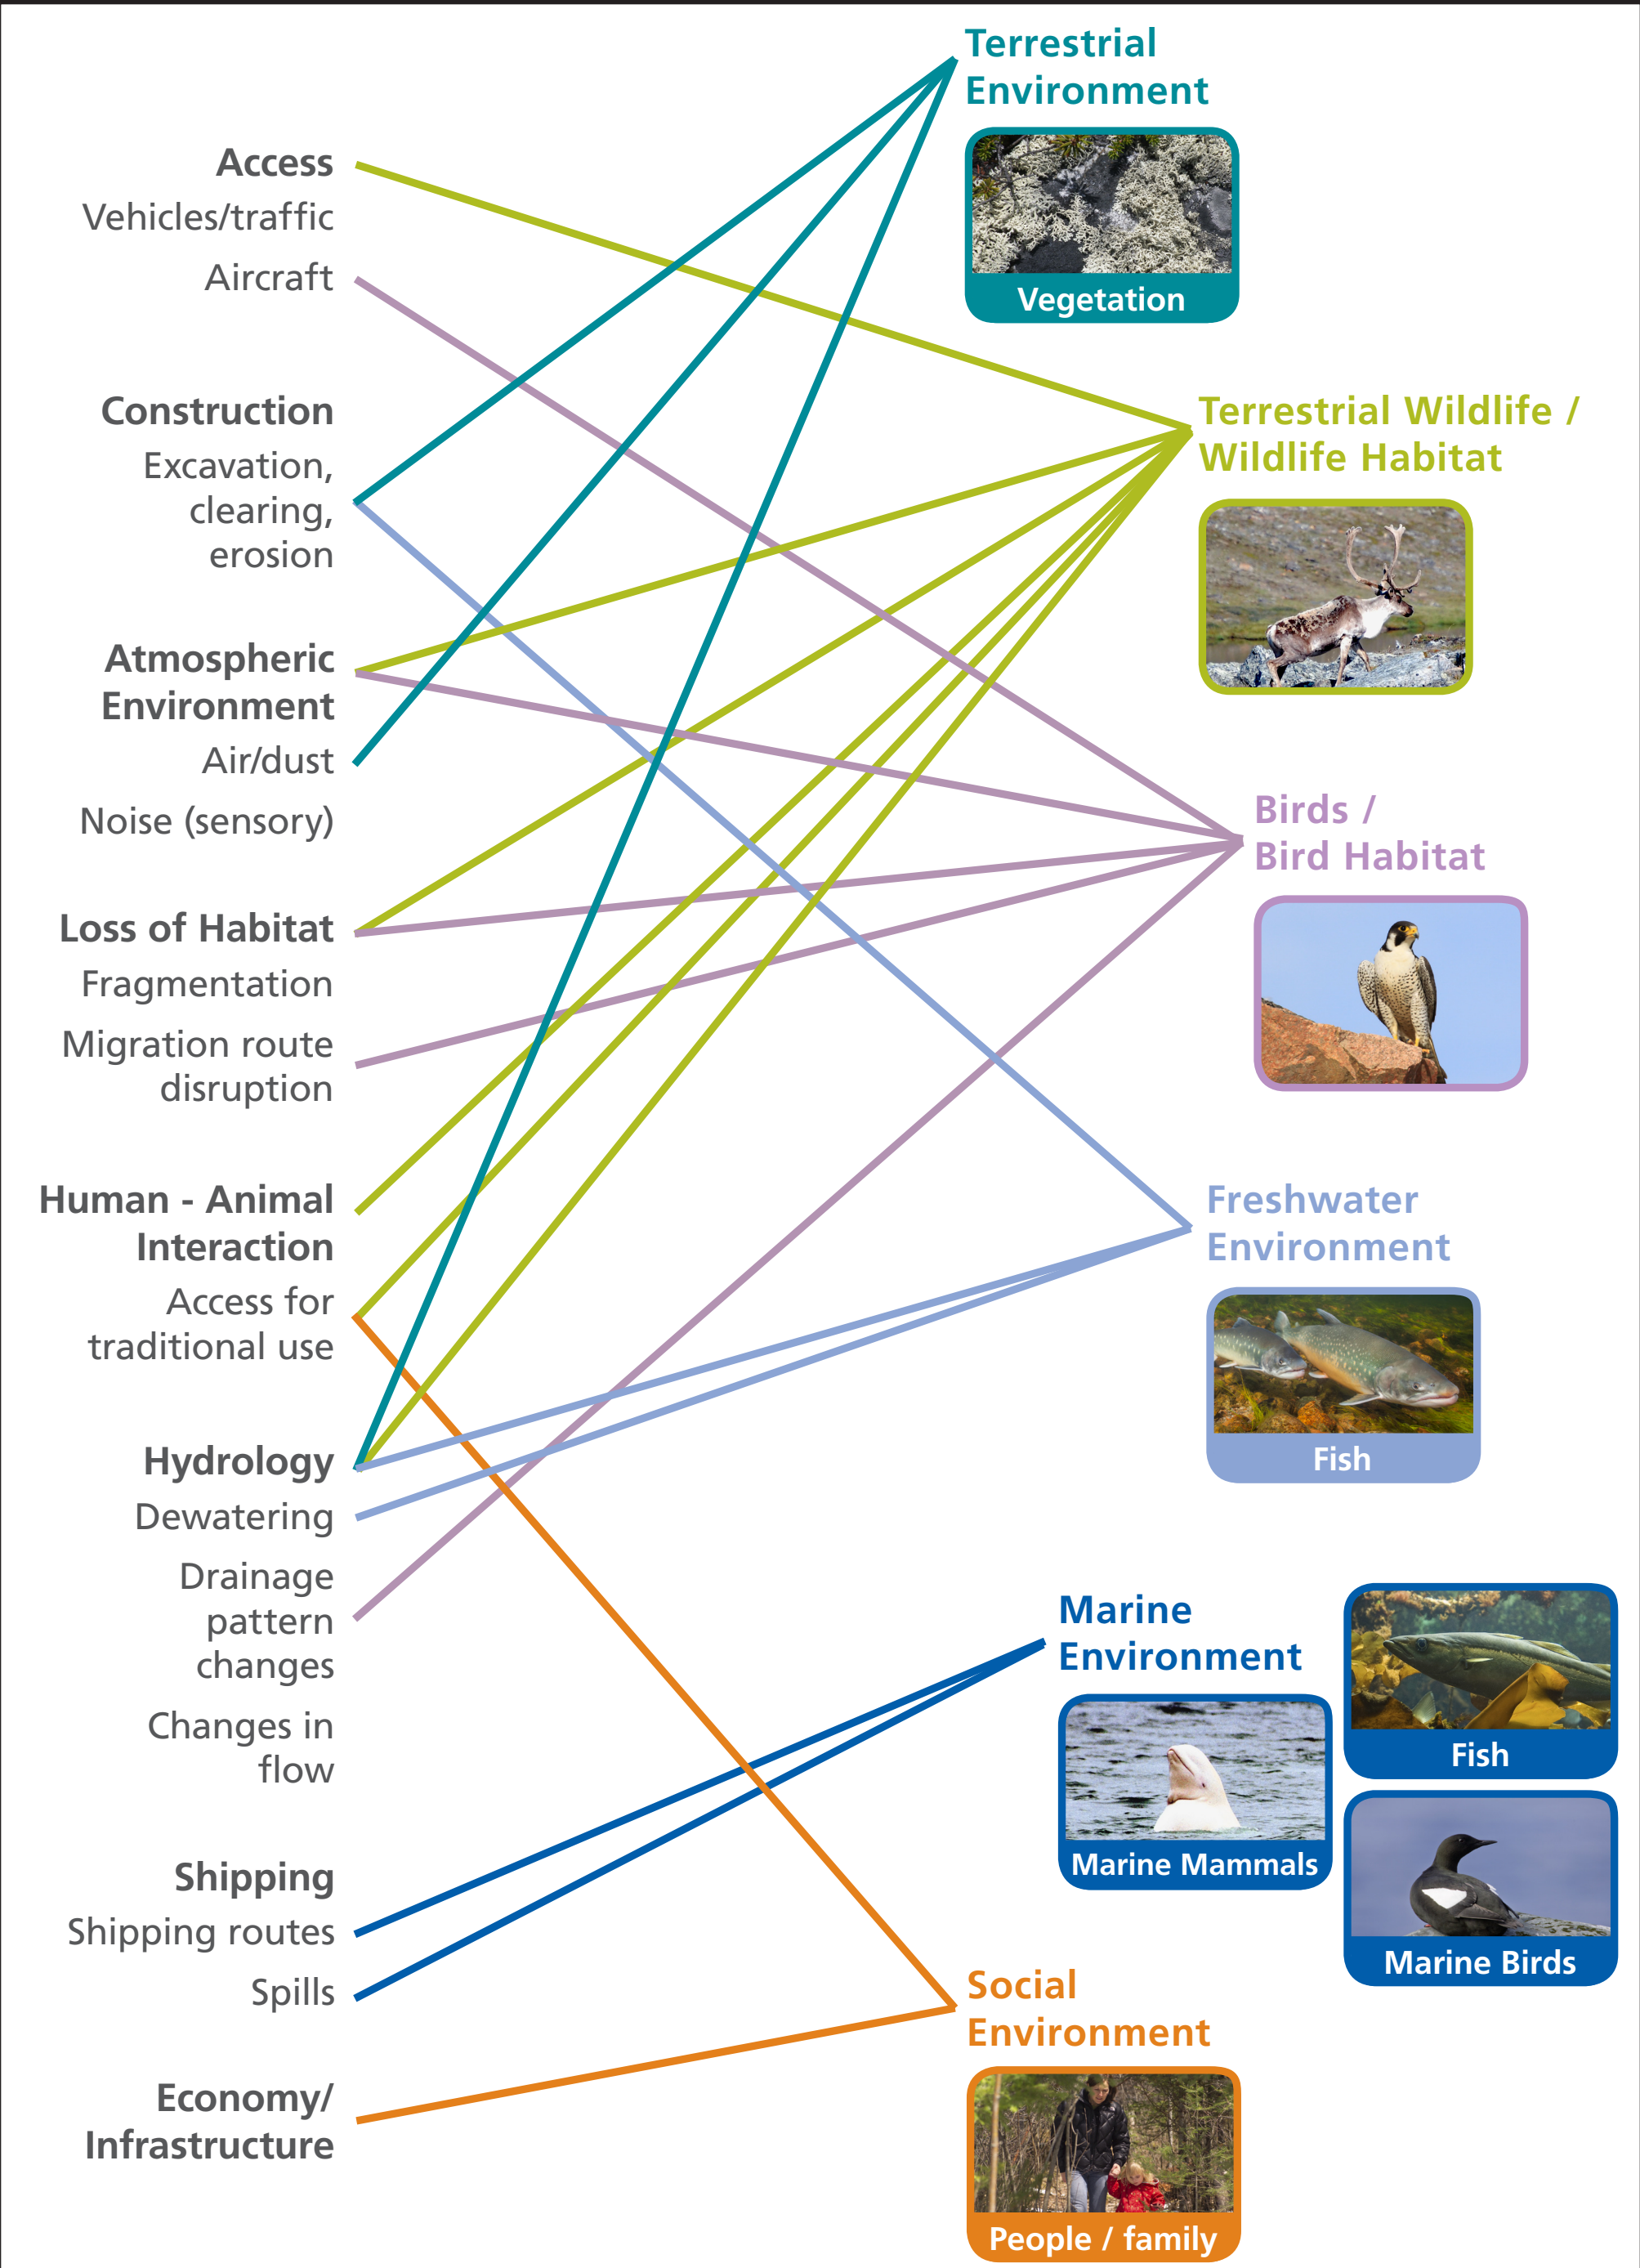 Access
Vehicles/traffic
Aircraft
Construction
Excavation,
clearing,
erosion
Atmospheric
Environment
Air/dust
Noise (sensory)
Loss of Habitat
Fragmentation
Migration route
disruption
Human - Animal
Interaction
Access for
traditional use
Hydrology
Dewatering
Drainage
pattern
changes
Changes in
flow
Shipping
Shipping routes
Spills
Economy/
Infrastructure
Terrestrial
Environment
Vegetation
Terrestrial Wildlife /
Wildlife Habitat
Birds /
Bird Habitat
Freshwater
Environment
Fish
Marine
Environment
Marine Mammals
Fish
Marine Birds
Social
Environment
People / family